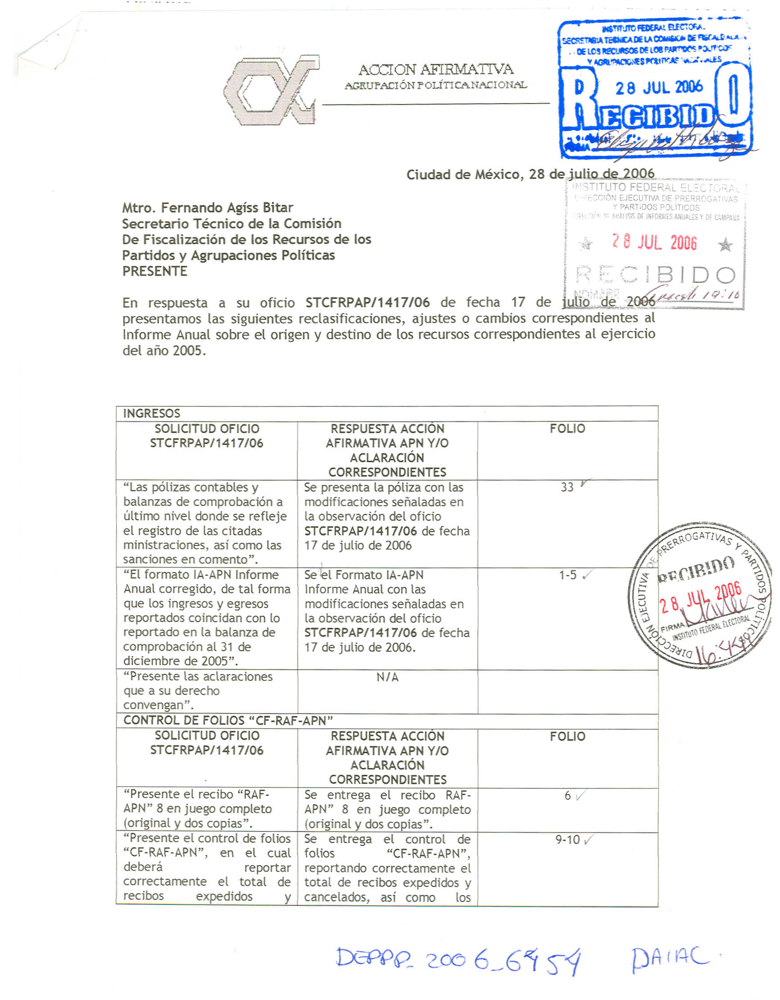 INSTITUTO FEDERAL ELECTORAL
SECRETARIA TECNICA DE LA COMISION DE
DE LOS RECURSOS DE LOS PARTIDOS POLITICOS
Y AGRUPACIONES POLITICAS
28 JUL 2006
RECIBIDO
ACCION AFIRMATIVA
AGRUPACIÓN POLÍTICA NACIONAL
Ciudad de México, 28 de julio de 2006
INSTITUTO FEDERAL ELECTORAL
DIRECCIÓN EJECUTIVA DE PRERROGATIVAS
Y PARTIDOS POLITICOS
DIRECCIÓN DE ANÁLISIS DE INFORMES ANUALES Y DE CAMPAÑA
28 JUL 2006
RECIBIDO
NOMBRE 19:10
Mtro. Fernando Agíss Bitar
Secretario Técnico de la Comisión
De Fiscalización de los Recursos de los
Partidos y Agrupaciones Políticas
PRESENTE
En respuesta a su oficio STCFRPAP/1417/06 de fecha 17 de julio de 2006
presentamos las siguientes reclasificaciones, ajustes o cambios correspondientes al
Informe Anual sobre el origen y destino de los recursos correspondientes al ejercicio
del año 2005.
INGRESOS
SOLICITUD OFICIO
STCFRPAP/1417/06
RESPUESTA ACCIÓN
AFIRMATIVA APN Y/O
ACLARACIÓN
CORRESPONDIENTES
FOLIO
“Las pólizas contables y
balanzas de comprobación a
último nivel donde se refleje
el registro de las citadas
ministraciones, así como las
sanciones en comento”.
Se presenta la póliza con las
modificaciones señaladas en
la observación del oficio
STCFRPAP/1417/06 de fecha
17 de julio de 2006
33
“El formato IA-APN Informe
Anual corregido, de tal forma
que los ingresos y egresos
reportados coincidan con lo
reportado en la balanza de
comprobación al 31 de
diciembre de 2005”.
Se el Formato IA-APN
Informe Anual con las
modificaciones señaladas en
la observación del oficio
STCFRPAP/1417/06 de fecha
17 de julio de 2006.
1-5
“Presente las aclaraciones
que a su derecho
convengan”.
N/A
DIRECCIÓN EJECUTIVA DE PRERROGATIVAS Y PARTIDOS POLÍTICOS
RECIBIDO
28 JUL 2006
FIRMA
INSTITUTO FEDERAL ELECTORAL
CONTROL DE FOLIOS “CF-RAF-APN”
SOLICITUD OFICIO
STCFRPAP/1417/06
RESPUESTA ACCIÓN
AFIRMATIVA APN Y/O
ACLARACIÓN
CORRESPONDIENTES
FOLIO
“Presente el recibo “RAF-
APN” 8 en juego completo
(original y dos copias”.
Se entrega el recibo RAF-
APN” 8 en juego completo
(original y dos copias”.
6
“Presente el control de folios
“CF-RAF-APN”, en el cual
deberá reportar
correctamente el total de
recibos expedidos y
Se entrega el control de
folios “CF-RAF-APN”,
reportando correctamente el
total de recibos expedidos y
cancelados, así como los
9-10
DEPPP_2006_6454 DAIAC